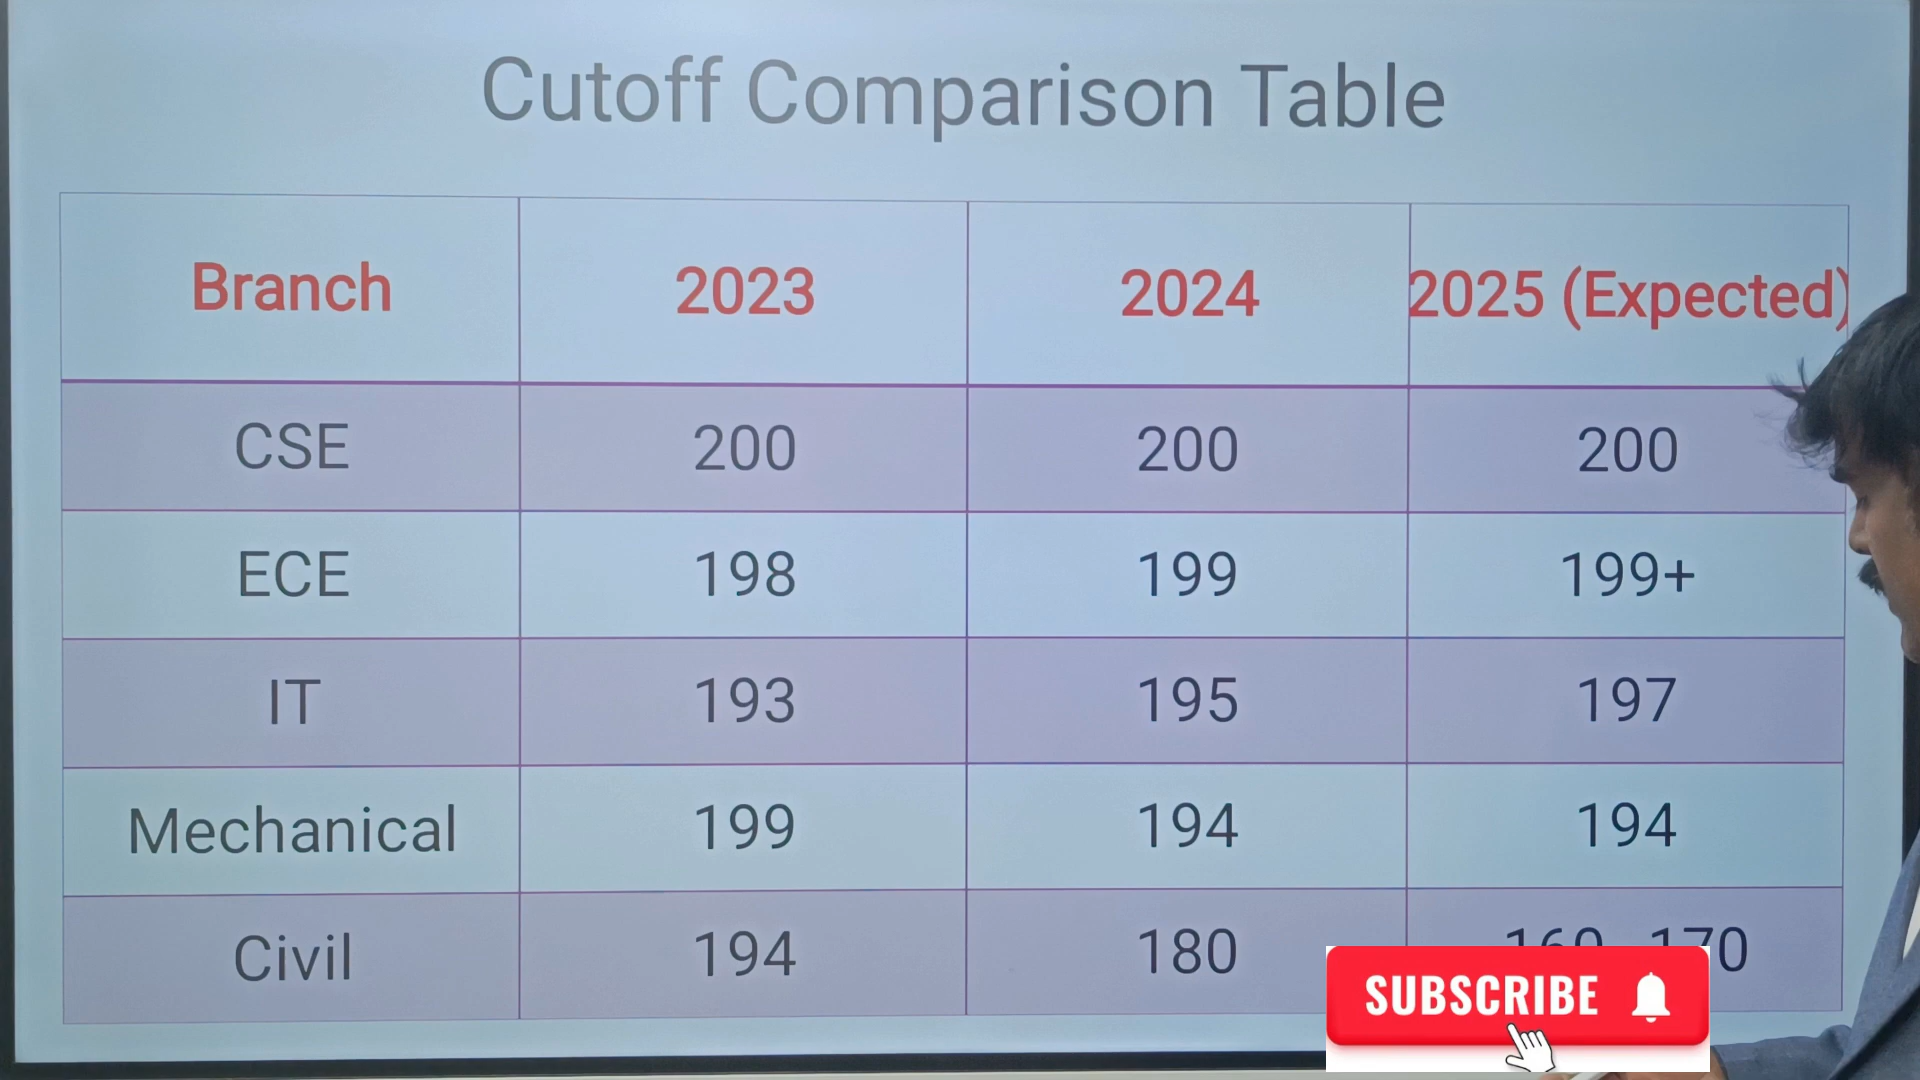 Cutoff Comparison Table
Branch 2023 2024 2025 (Expected)
CSE 200 200 200
ECE 198 199 199+
IT 193 195 197
Mechanical 199 194 194
Civil 194 180
SUBSCRIBE